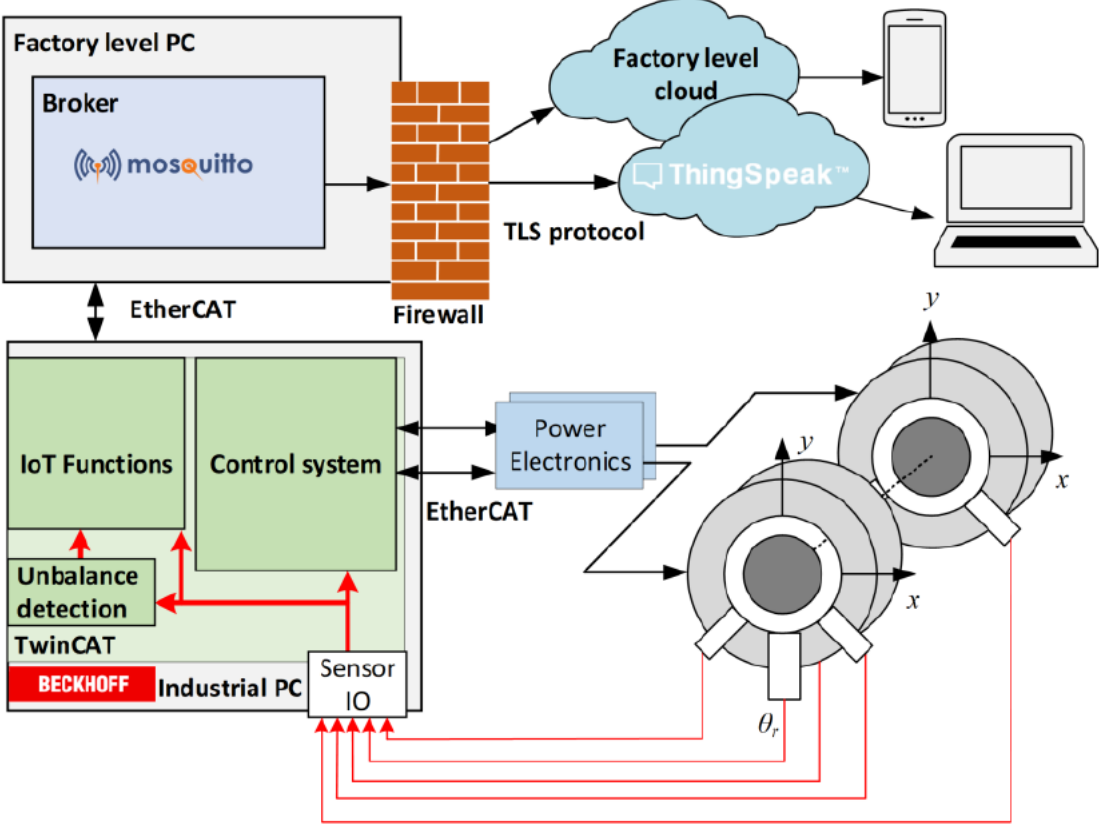 Factory level PC
Broker
mosquitto
Factory level
cloud
ThingSpeak™
TLS protocol
Firewall
EtherCAT
IoT Functions
Control system
Power
Electronics
EtherCAT
Unbalance
detection
TwinCAT
BECKHOFF
Industrial PC
Sensor
IO
y
x
y
x
θr